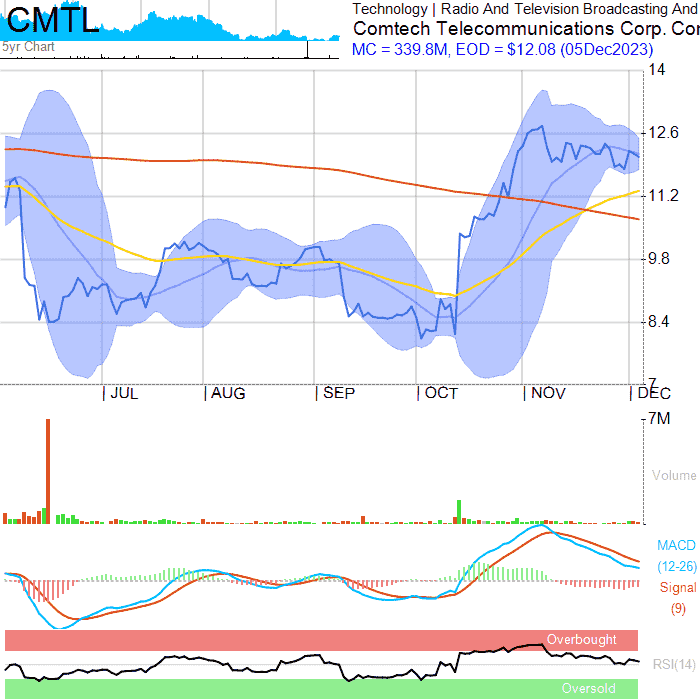 CMTL
5yr Chart
Technology | Radio And Television Broadcasting And
Comtech Telecommunications Corp. Cor
MC = 339.8M, EOD = $12.08 (05Dec2023)
14
12.6
11.2
9.8
8.4
7
JUL
AUG
SEP
OCT
NOV
DEC
7M
Volume
MACD
(12-26)
Signal
(9)
Overbought
RSI(14)
Oversold